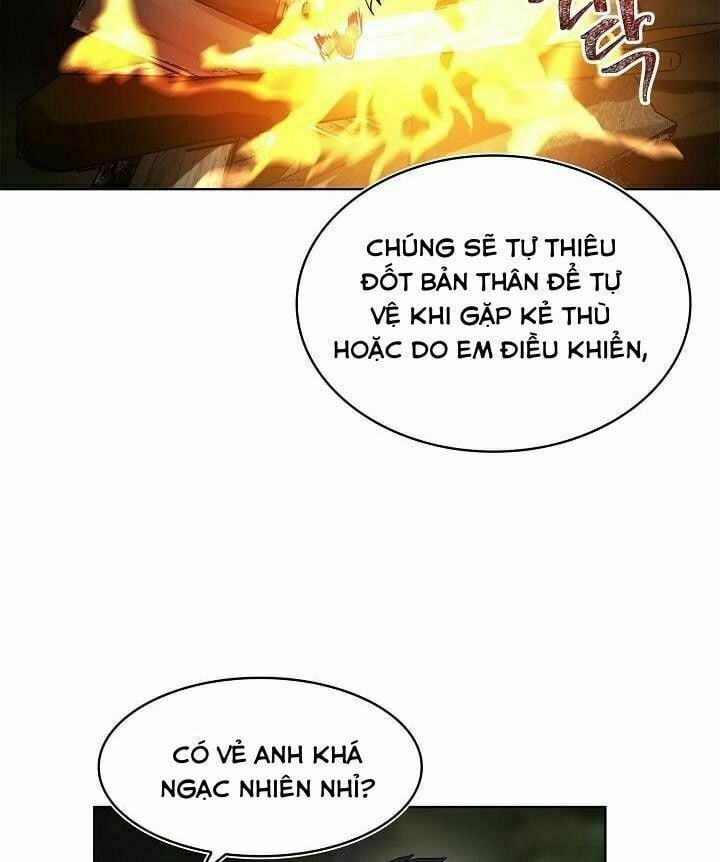 CHÚNG SẼ TỰ THIÊU
ĐỐT BẢN THÂN ĐỂ TỰ
VỆ KHI GẶP KẺ THÙ
HOẶC DO EM ĐIỀU KHIỂN,
CÓ VẺ ANH KHÁ
NGẠC NHIÊN NHỈ?